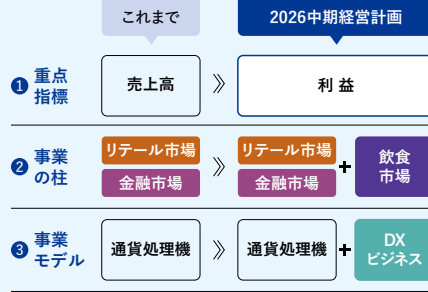 これまで
2026中期経営計画
❶ 重点
指標
売上高
》
利益
❷ 事業
の柱
リテール市場
金融市場
》
リテール市場
金融市場
+
飲食
市場
❸ 事業
モデル
通貨処理機
》
通貨処理機
+
DX
ビジネス